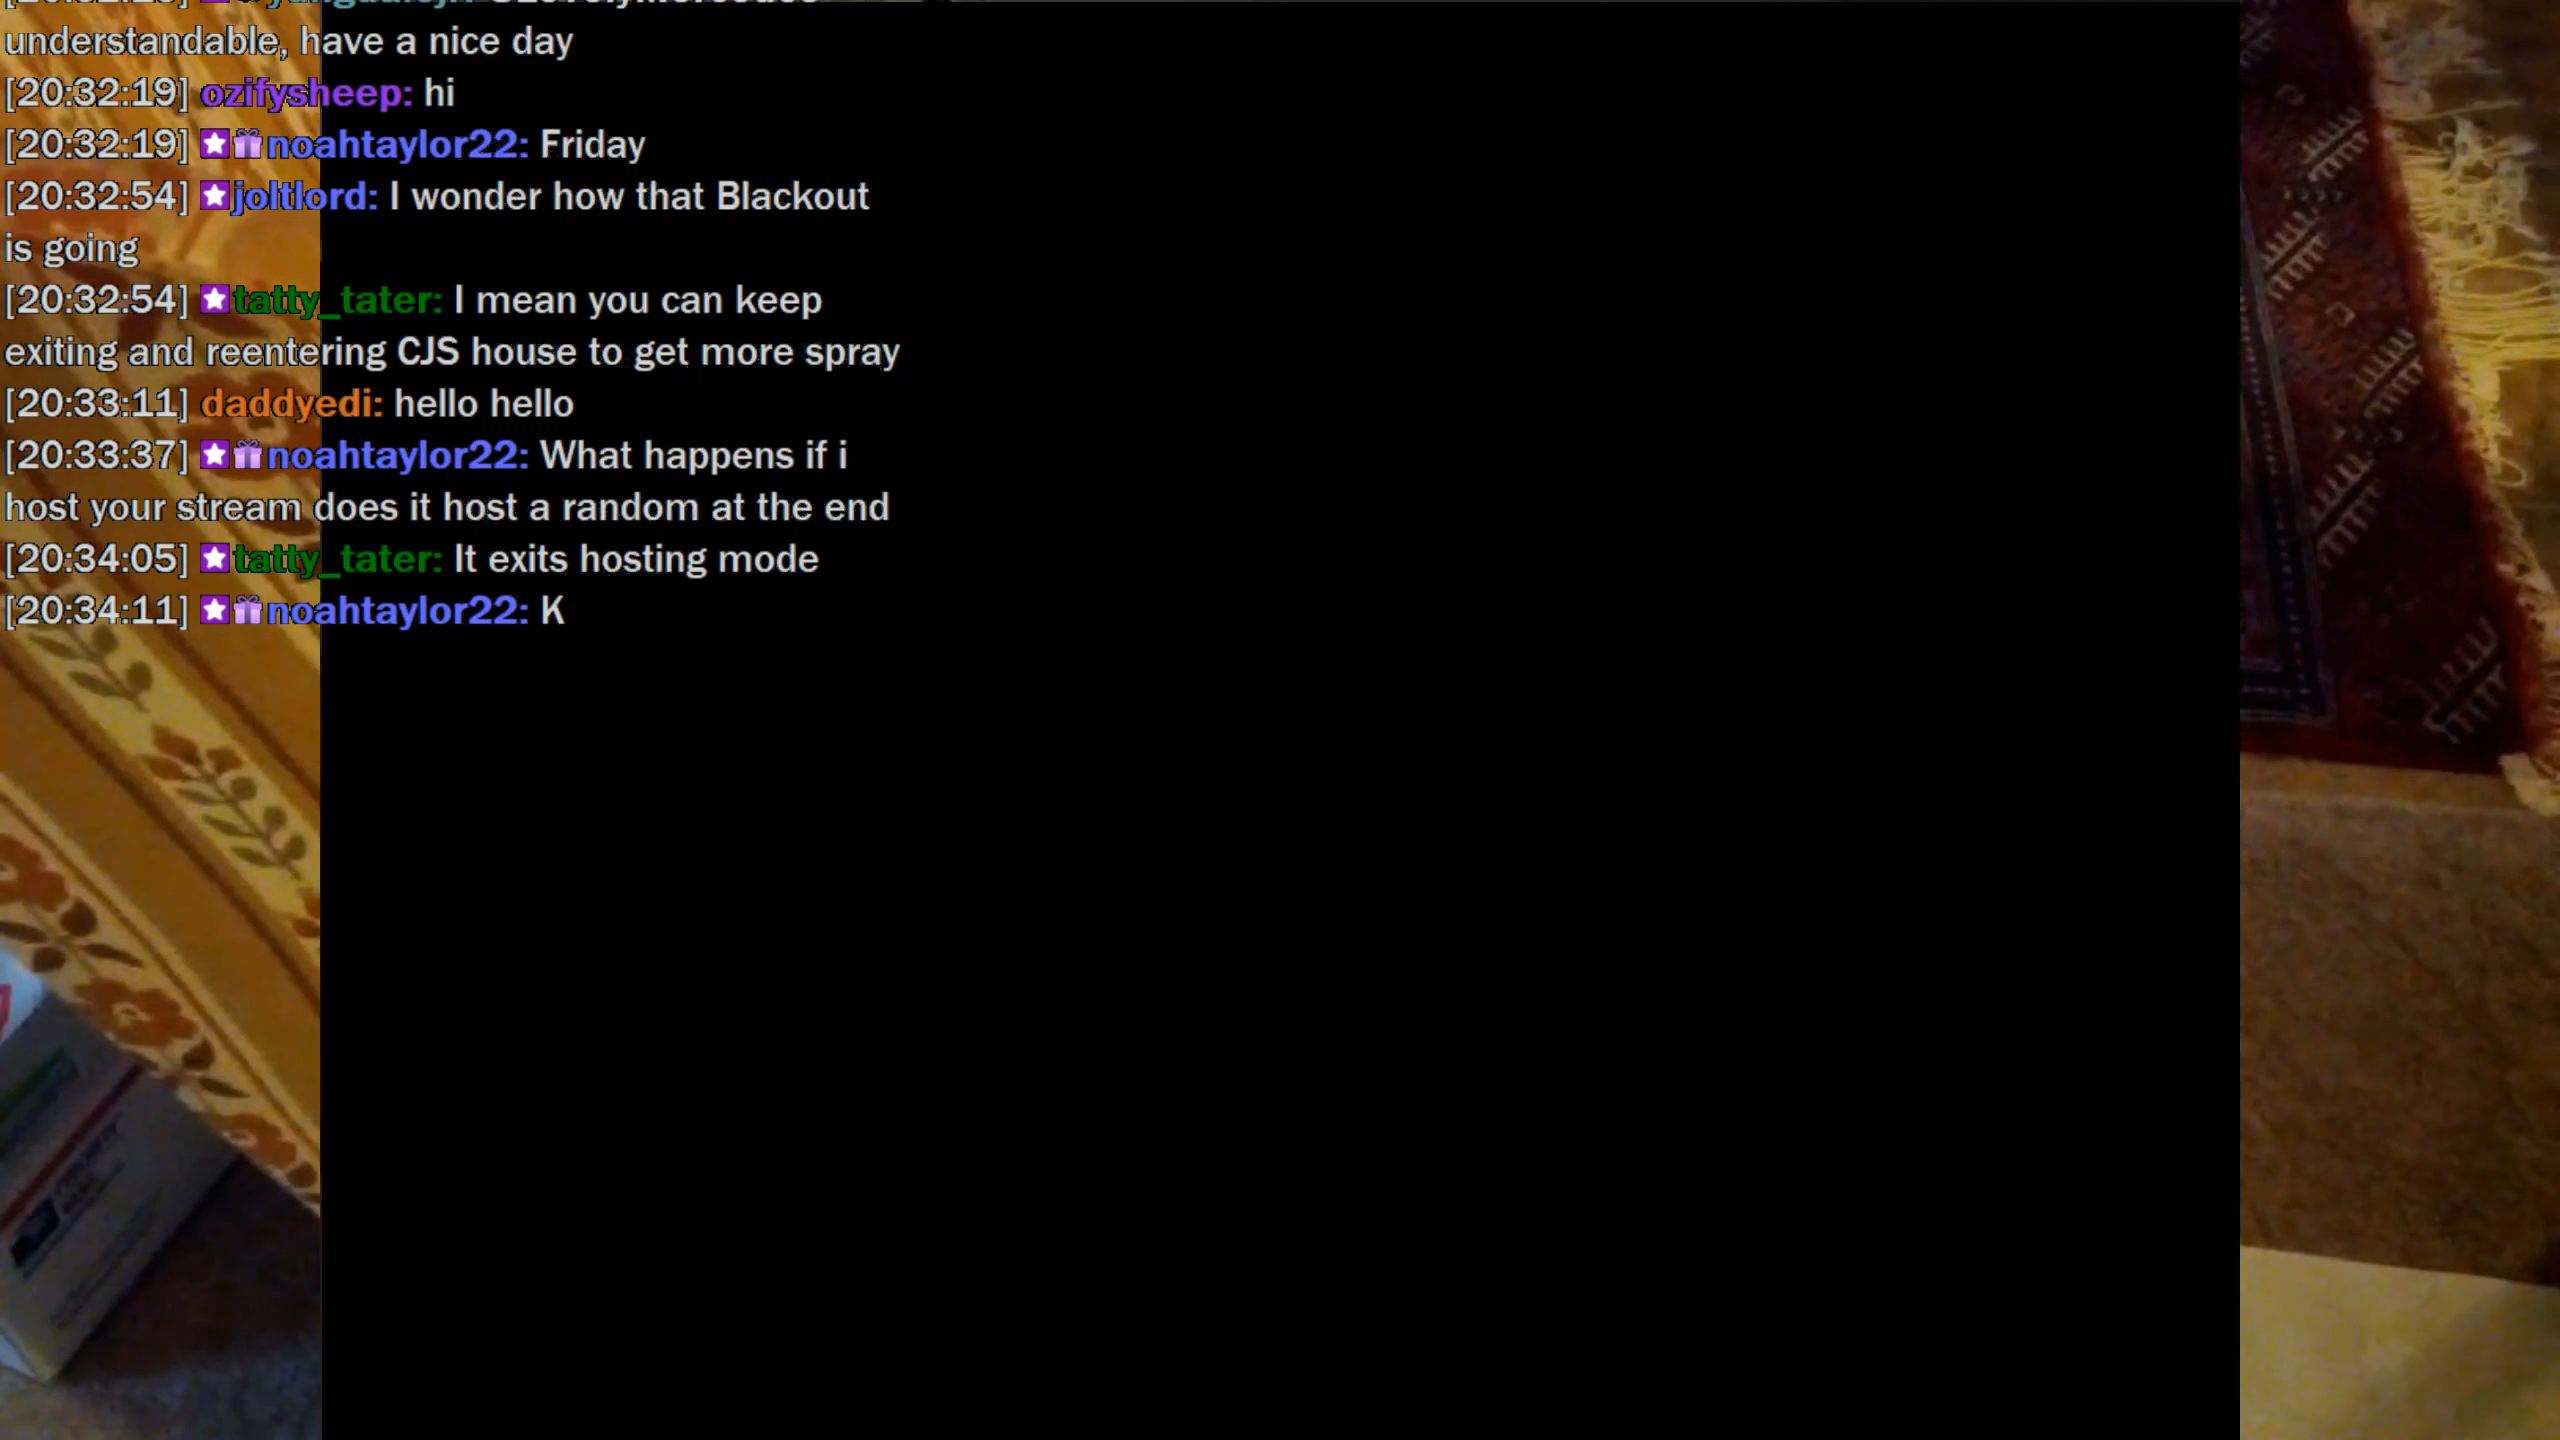 understandable, have a nice day
[20:32:19] ozifysheep: hi
[20:32:19] noahtaylor22: Friday
[20:32:54] joltlord: I wonder how that Blackout
is going
[20:32:54] tatty_tater: I mean you can keep
exiting and reentering CJS house to get more spray
[20:33:11] daddyedi: hello hello
[20:33:37] noahtaylor22: What happens if i
host your stream does it host a random at the end
[20:34:05] tatty_tater: It exits hosting mode
[20:34:11] noahtaylor22: K